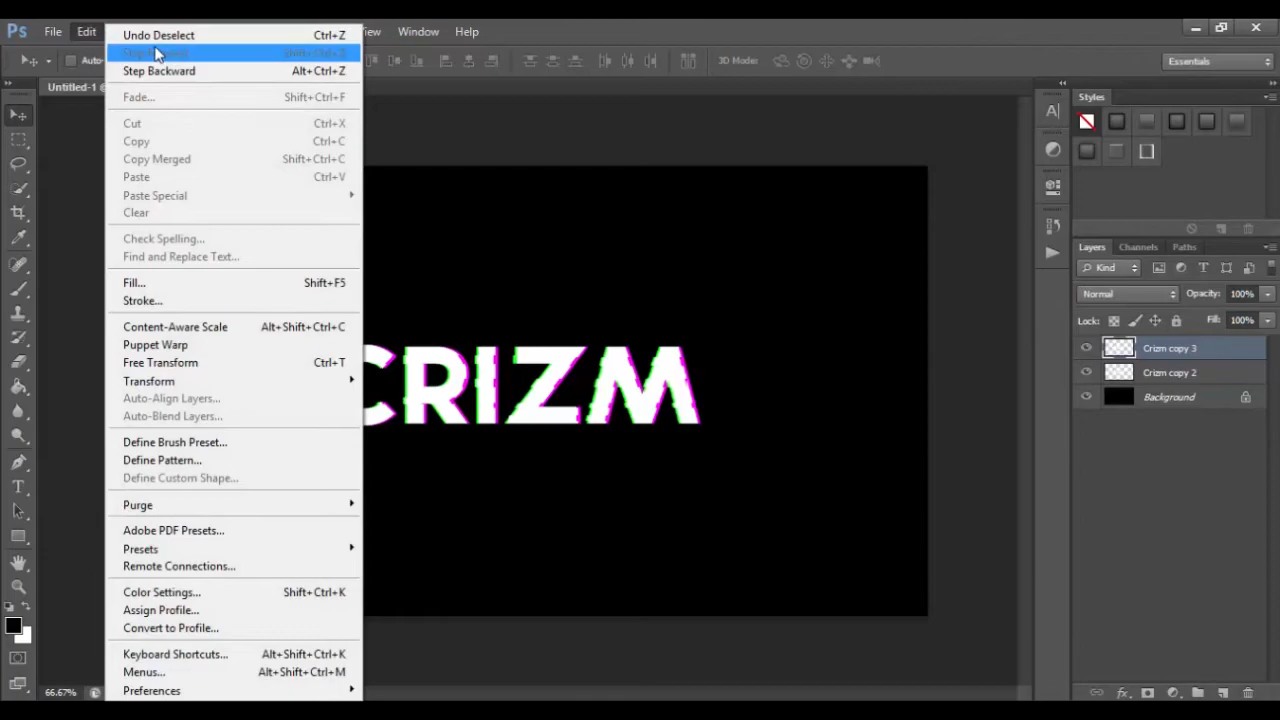 Ps File Edit View Window Help
Auto- 3D Mode: Essentials
Untitled-1 @
Undo Deselect Ctrl+Z
Step Backward Alt+Ctrl+Z
Fade... Shift+Ctrl+F
Cut Ctrl+X
Copy Ctrl+C
Copy Merged Shift+Ctrl+C
Paste Ctrl+V
Paste Special
Clear
Check Spelling...
Find and Replace Text...
Fill... Shift+F5
Stroke...
Content-Aware Scale Alt+Shift+Ctrl+C
Puppet Warp
Free Transform Ctrl+T
Transform
Auto-Align Layers...
Auto-Blend Layers...
Define Brush Preset...
Define Pattern...
Define Custom Shape...
Purge
Adobe PDF Presets...
Presets
Remote Connections...
Color Settings... Shift+Ctrl+K
Assign Profile...
Convert to Profile...
Keyboard Shortcuts... Alt+Shift+Ctrl+K
Menus... Alt+Shift+Ctrl+M
Preferences
66.67%
CRIZM
Styles
Layers Channels Paths
Kind
Normal Opacity: 100%
Lock: Fill: 100%
Crizm copy 3
Crizm copy 2
Background